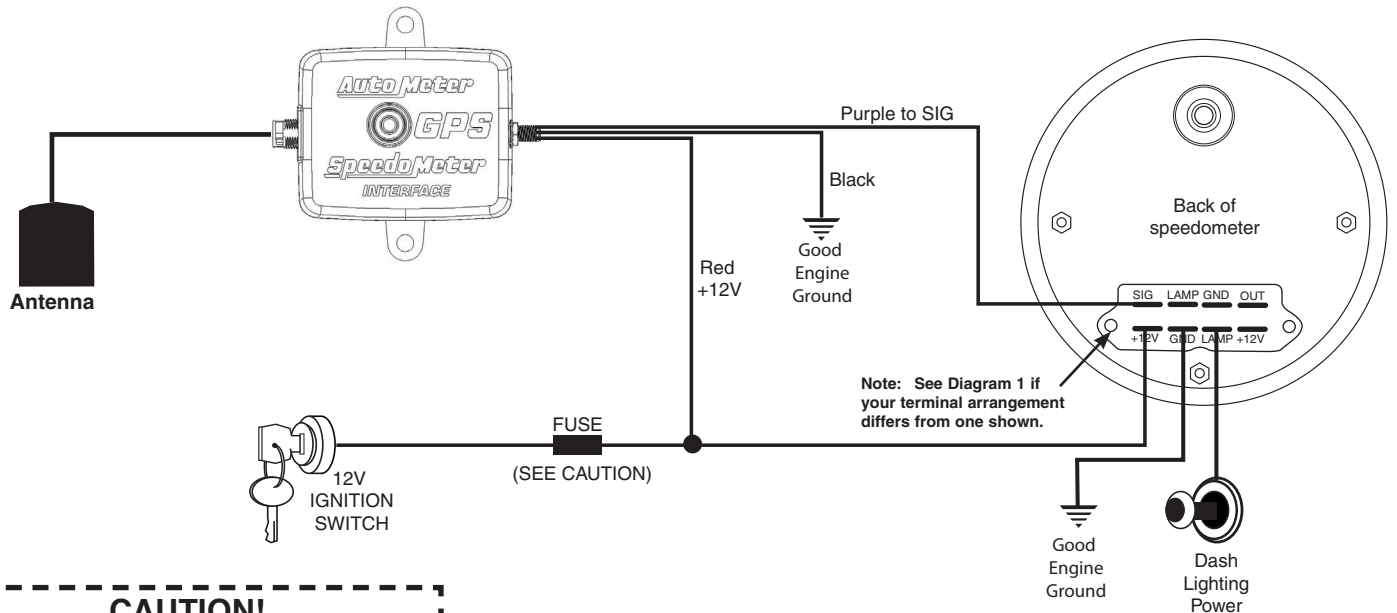 Auto Meter
GPS
SpeedoMeter
INTERFACE
Antenna
Purple to SIG
Black
Good
Engine
Ground
Red
+12V
Back of
speedometer
SIG LAMP GND OUT
+12V GND LAMP +12V
Note: See Diagram 1 if
your terminal arrangement
differs from one shown.
FUSE
(SEE CAUTION)
12V
IGNITION
SWITCH
Good
Engine
Ground
Dash
Lighting
Power
CAUTION!